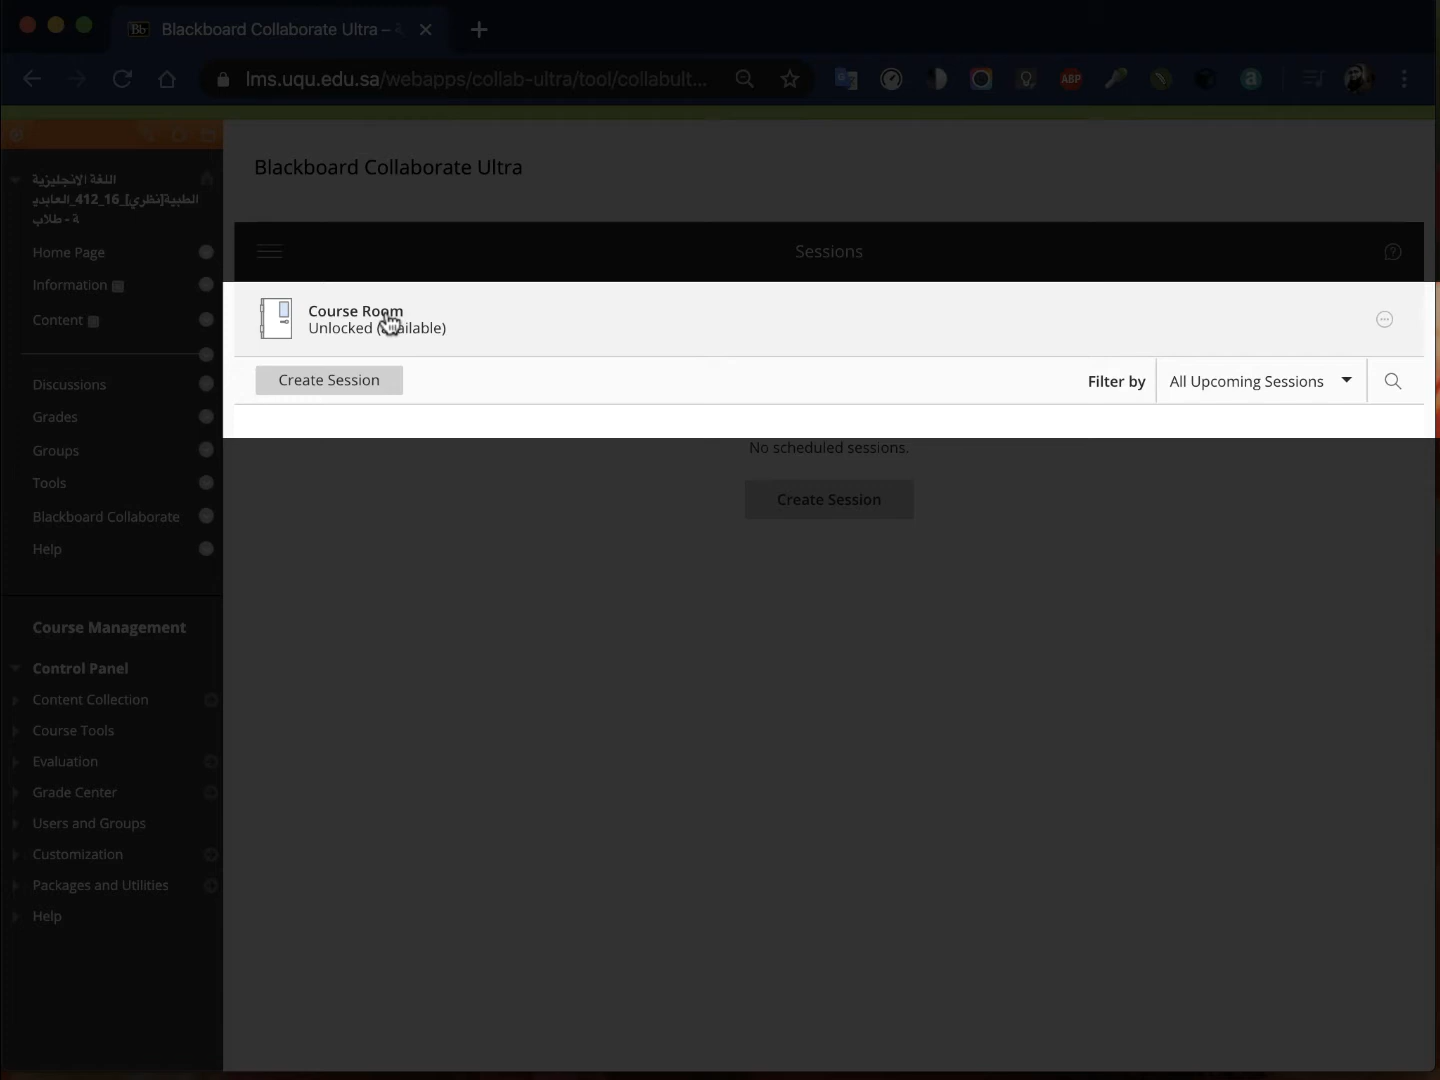 Blackboard Collaborate Ultra –
lms.uqu.edu.sa/webapps/collab-ultra/tool/collabult...
ABP
اللغة الانجليزية
الطبية[نظري]_16_412_العابدي
ة - طلاب
Home Page
Information
Content
Discussions
Grades
Groups
Tools
Blackboard Collaborate
Help
Course Management
Control Panel
Content Collection
Course Tools
Evaluation
Grade Center
Users and Groups
Customization
Packages and Utilities
Help
Blackboard Collaborate Ultra
Sessions
Course Room
Unlocked (available)
Create Session
Filter by
All Upcoming Sessions
No scheduled sessions.
Create Session